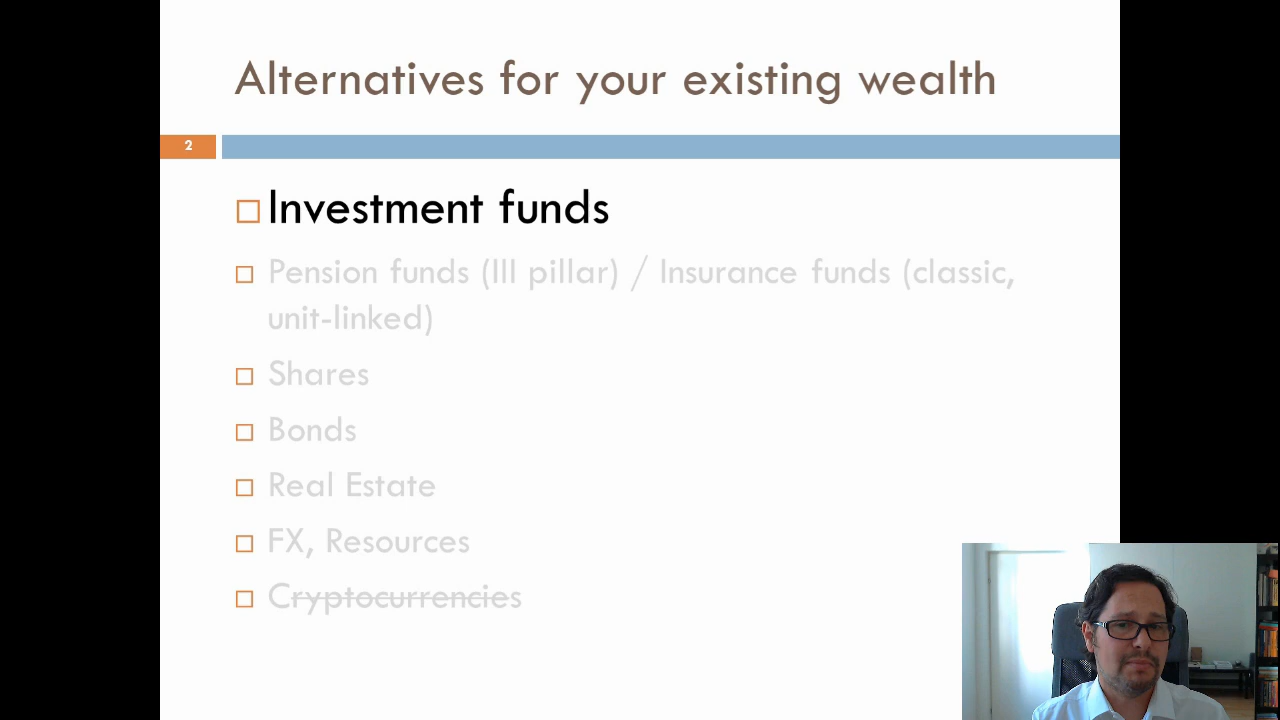 Alternatives for your existing wealth
2
Investment funds
Pension funds (III pillar) / Insurance funds (classic,
unit-linked)
Shares
Bonds
Real Estate
FX, Resources
Cryptocurrencies